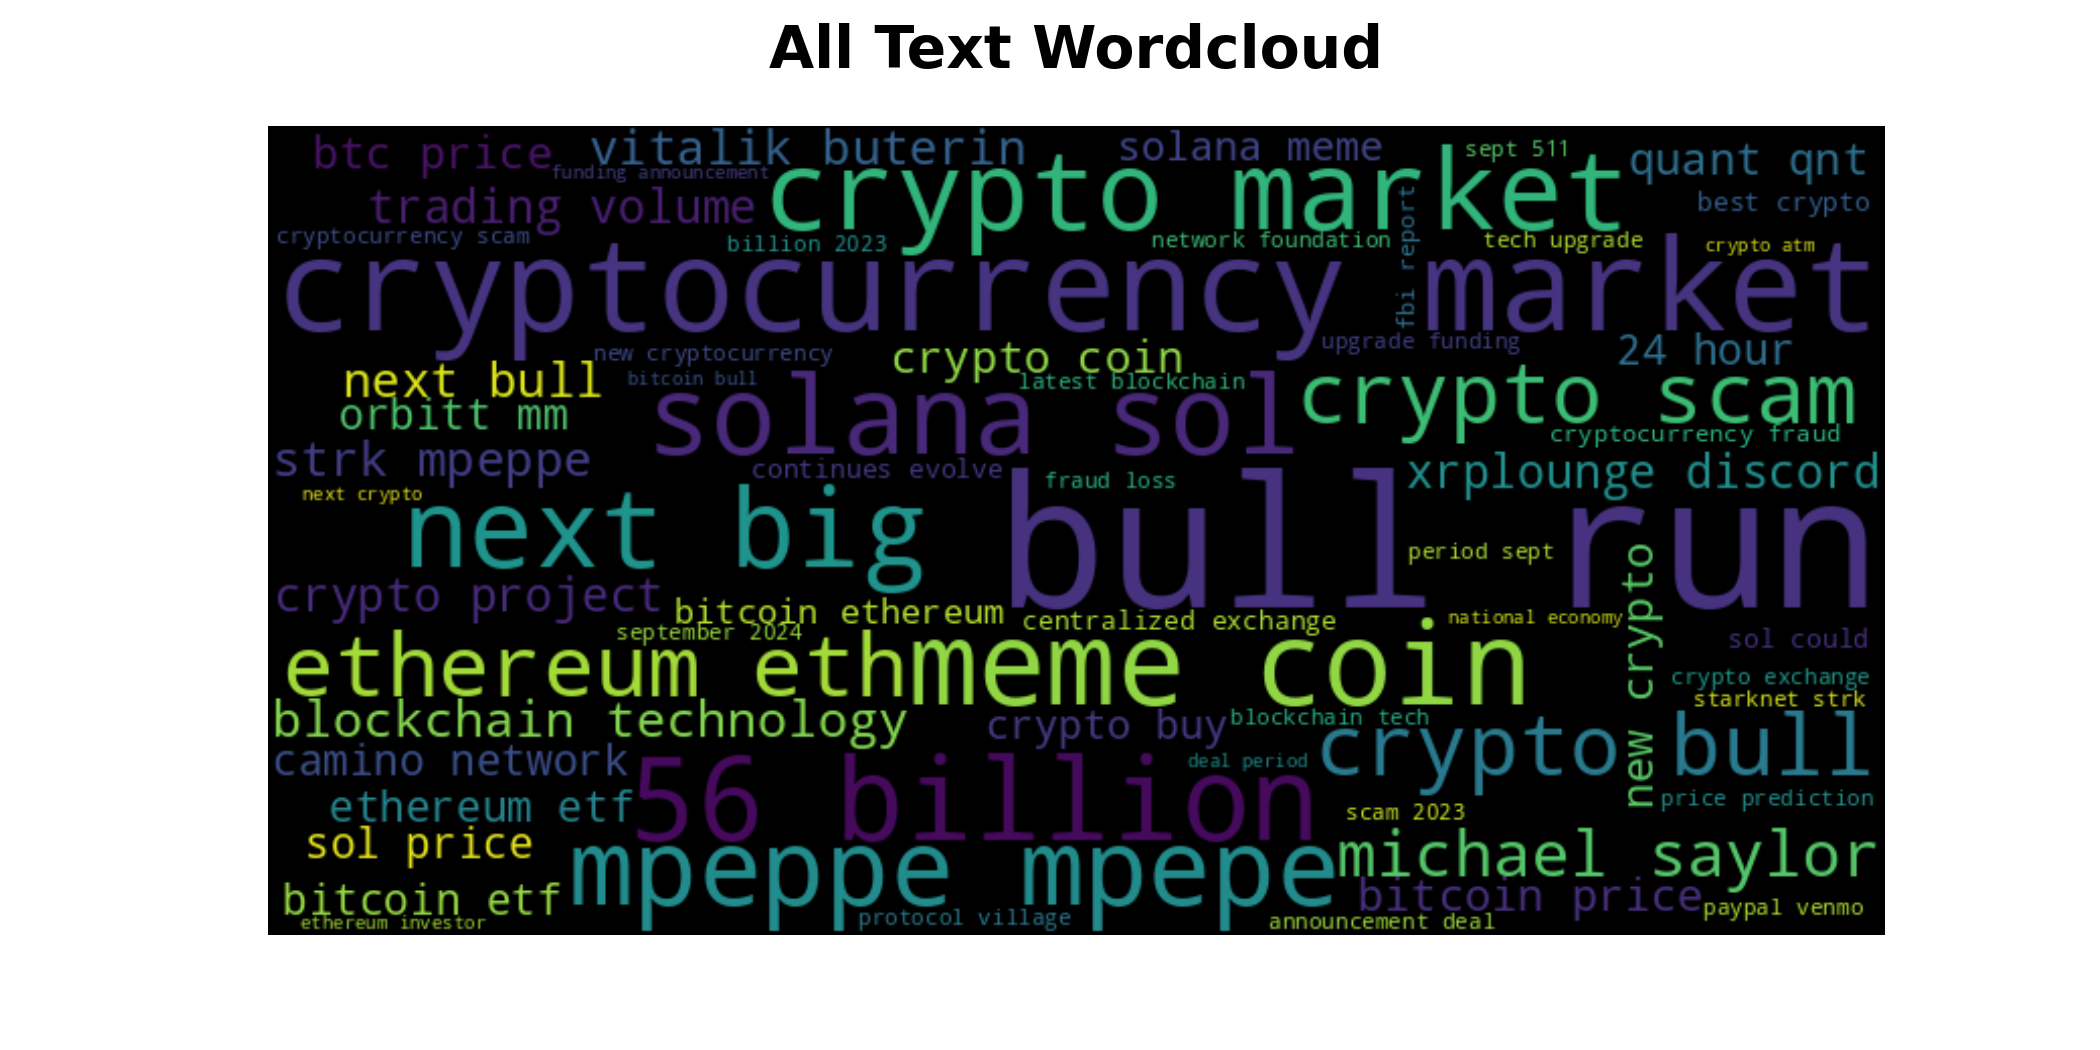 All Text Wordcloud
btc price
vitalik buterin
solana meme
sept 511
quant qnt
funding announcement
crypto market
trading volume
best crypto
fbi report
cryptocurrency scam
billion 2023
network foundation
tech upgrade
crypto atm
cryptocurrency market
upgrade funding
24 hour
new cryptocurrency
crypto coin
next bull
bitcoin bull
latest blockchain
crypto scam
orbitt mm
solana sol
cryptocurrency fraud
strk mpeppe
continues evolve
fraud loss
xrplounge discord
next crypto
next big
bull run
period sept
new crypto
crypto project
bitcoin ethereum
centralized exchange
national economy
september 2024
sol could
ethereum eth
meme coin
crypto exchange
starknet strk
blockchain technology
crypto buy
blockchain tech
crypto bull
camino network
deal period
56 billion
price prediction
ethereum etf
scam 2023
sol price
michael saylor
mpeppe mpepe
bitcoin etf
bitcoin price
paypal venmo
ethereum investor
protocol village
announcement deal